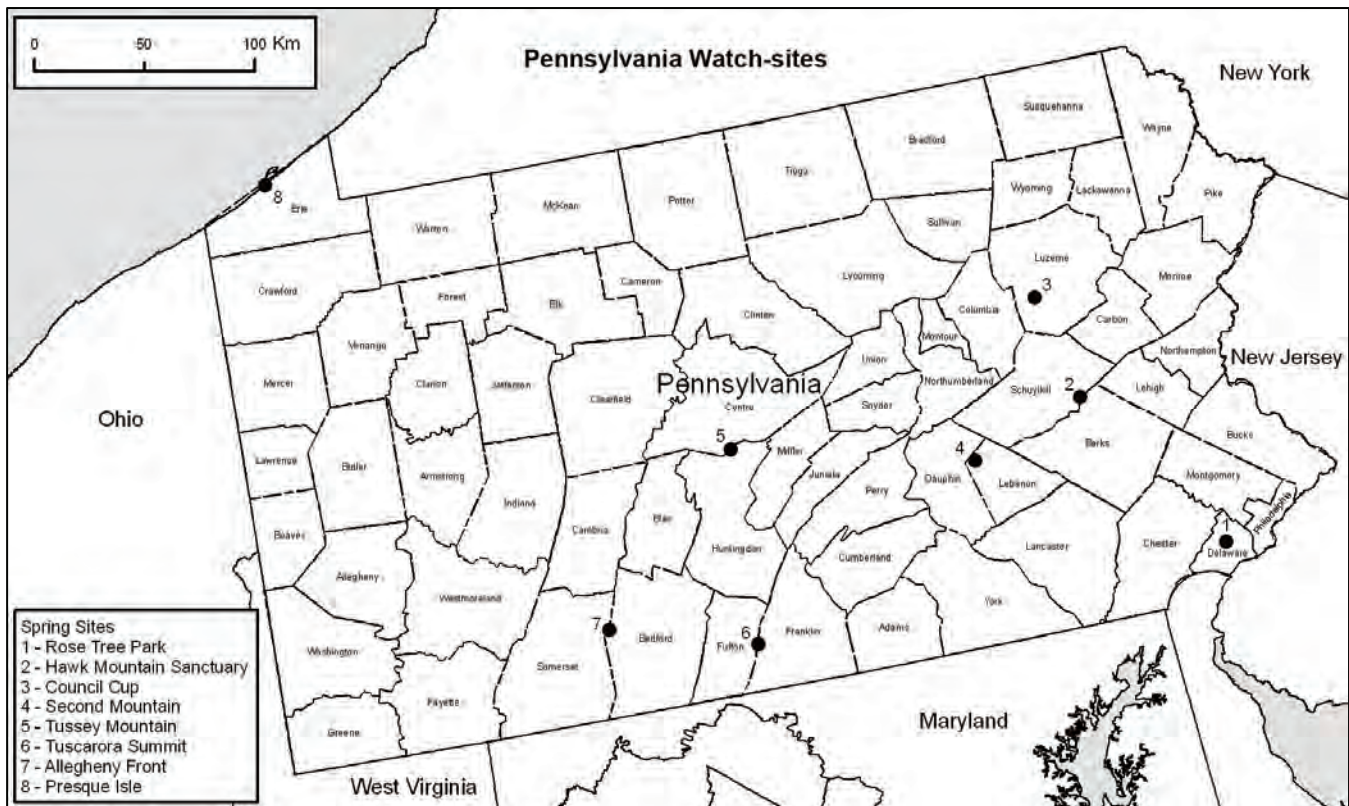 0 50 100 Km
Pennsylvania Watch-sites
New York
Susquehanna
Wayne
Bradford
Tioga
Potter
McKean
Warren
Erie
8
Wyoming
Lackawanna
Pike
Sullivan
Luzerne
3
Monroe
Lycoming
Cameron
Elk
Forest
Crawford
Clinton
Columbia
Carbon
Montour
Venango
Mercer
Clarion
Jefferson
Clearfield
Union
Northampton
New Jersey
Pennsylvania
Centre
Northumberland
Schuylkill
2
Lehigh
Snyder
Ohio
5
Mifflin
Juniata
4
Berks
Bucks
Lawrence
Butler
Armstrong
Indiana
Dauphin
Lebanon
Montgomery
Perry
Philadelphia
Beaver
Cambria
Blair
Huntingdon
Cumberland
Lancaster
Chester
1
Delaware
Allegheny
Westmoreland
York
7
Bedford
6
Fulton
Franklin
Adams
Washington
Somerset
Fayette
Greene
Maryland
West Virginia
Spring Sites
1 - Rose Tree Park
2 - Hawk Mountain Sanctuary
3 - Council Cup
4 - Second Mountain
5 - Tussey Mountain
6 - Tuscarora Summit
7 - Allegheny Front
8 - Presque Isle